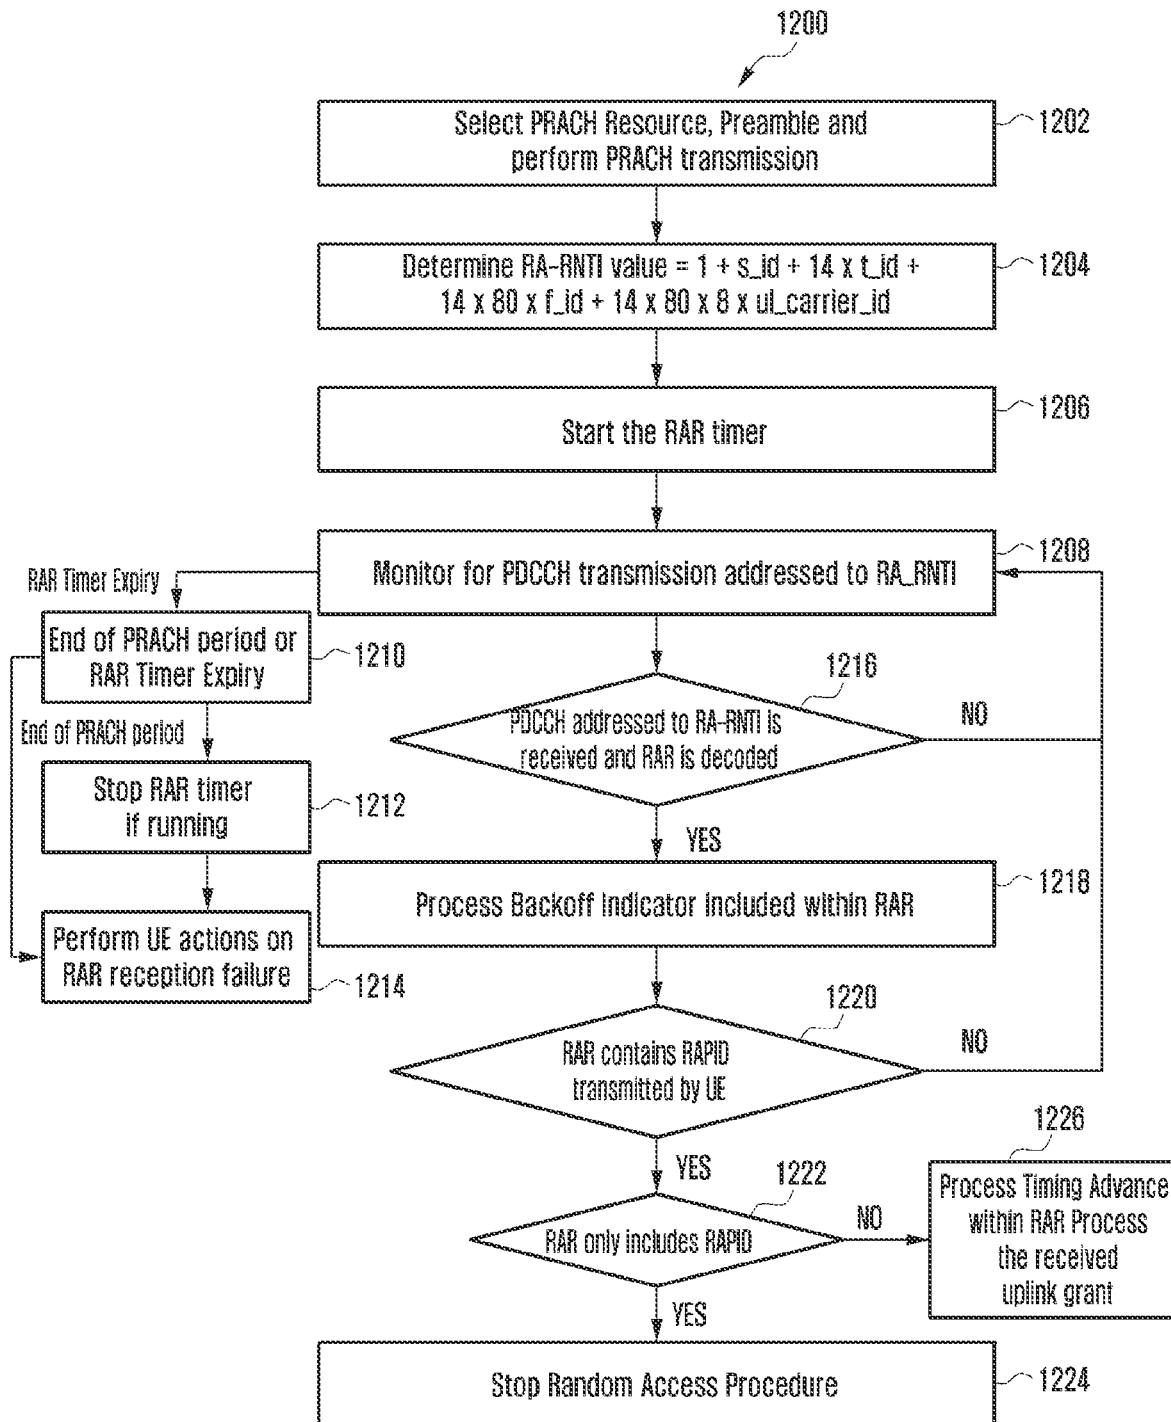 1200
Select PRACH Resource, Preamble and
perform PRACH transmission
1202
Determine RA-RNTI value = 1 + s_id + 14 x t_id +
14 x 80 x f_id + 14 x 80 x 8 x ul_carrier_id
1204
Start the RAR timer
1206
Monitor for PDCCH transmission addressed to RA_RNTI
1208
RAR Timer Expiry
End of PRACH period or
RAR Timer Expiry
1210
End of PRACH period
Stop RAR timer
if running
1212
Perform UE actions on
RAR reception failure
1214
PDCCH addressed to RA-RNTI is
received and RAR is decoded
1216
NO
YES
Process Backoff Indicator included within RAR
1218
RAR contains RAPID
transmitted by UE
1220
NO
YES
RAR only includes RAPID
1222
NO
1226
Process Timing Advance
within RAR Process
the received
uplink grant
YES
Stop Random Access Procedure
1224